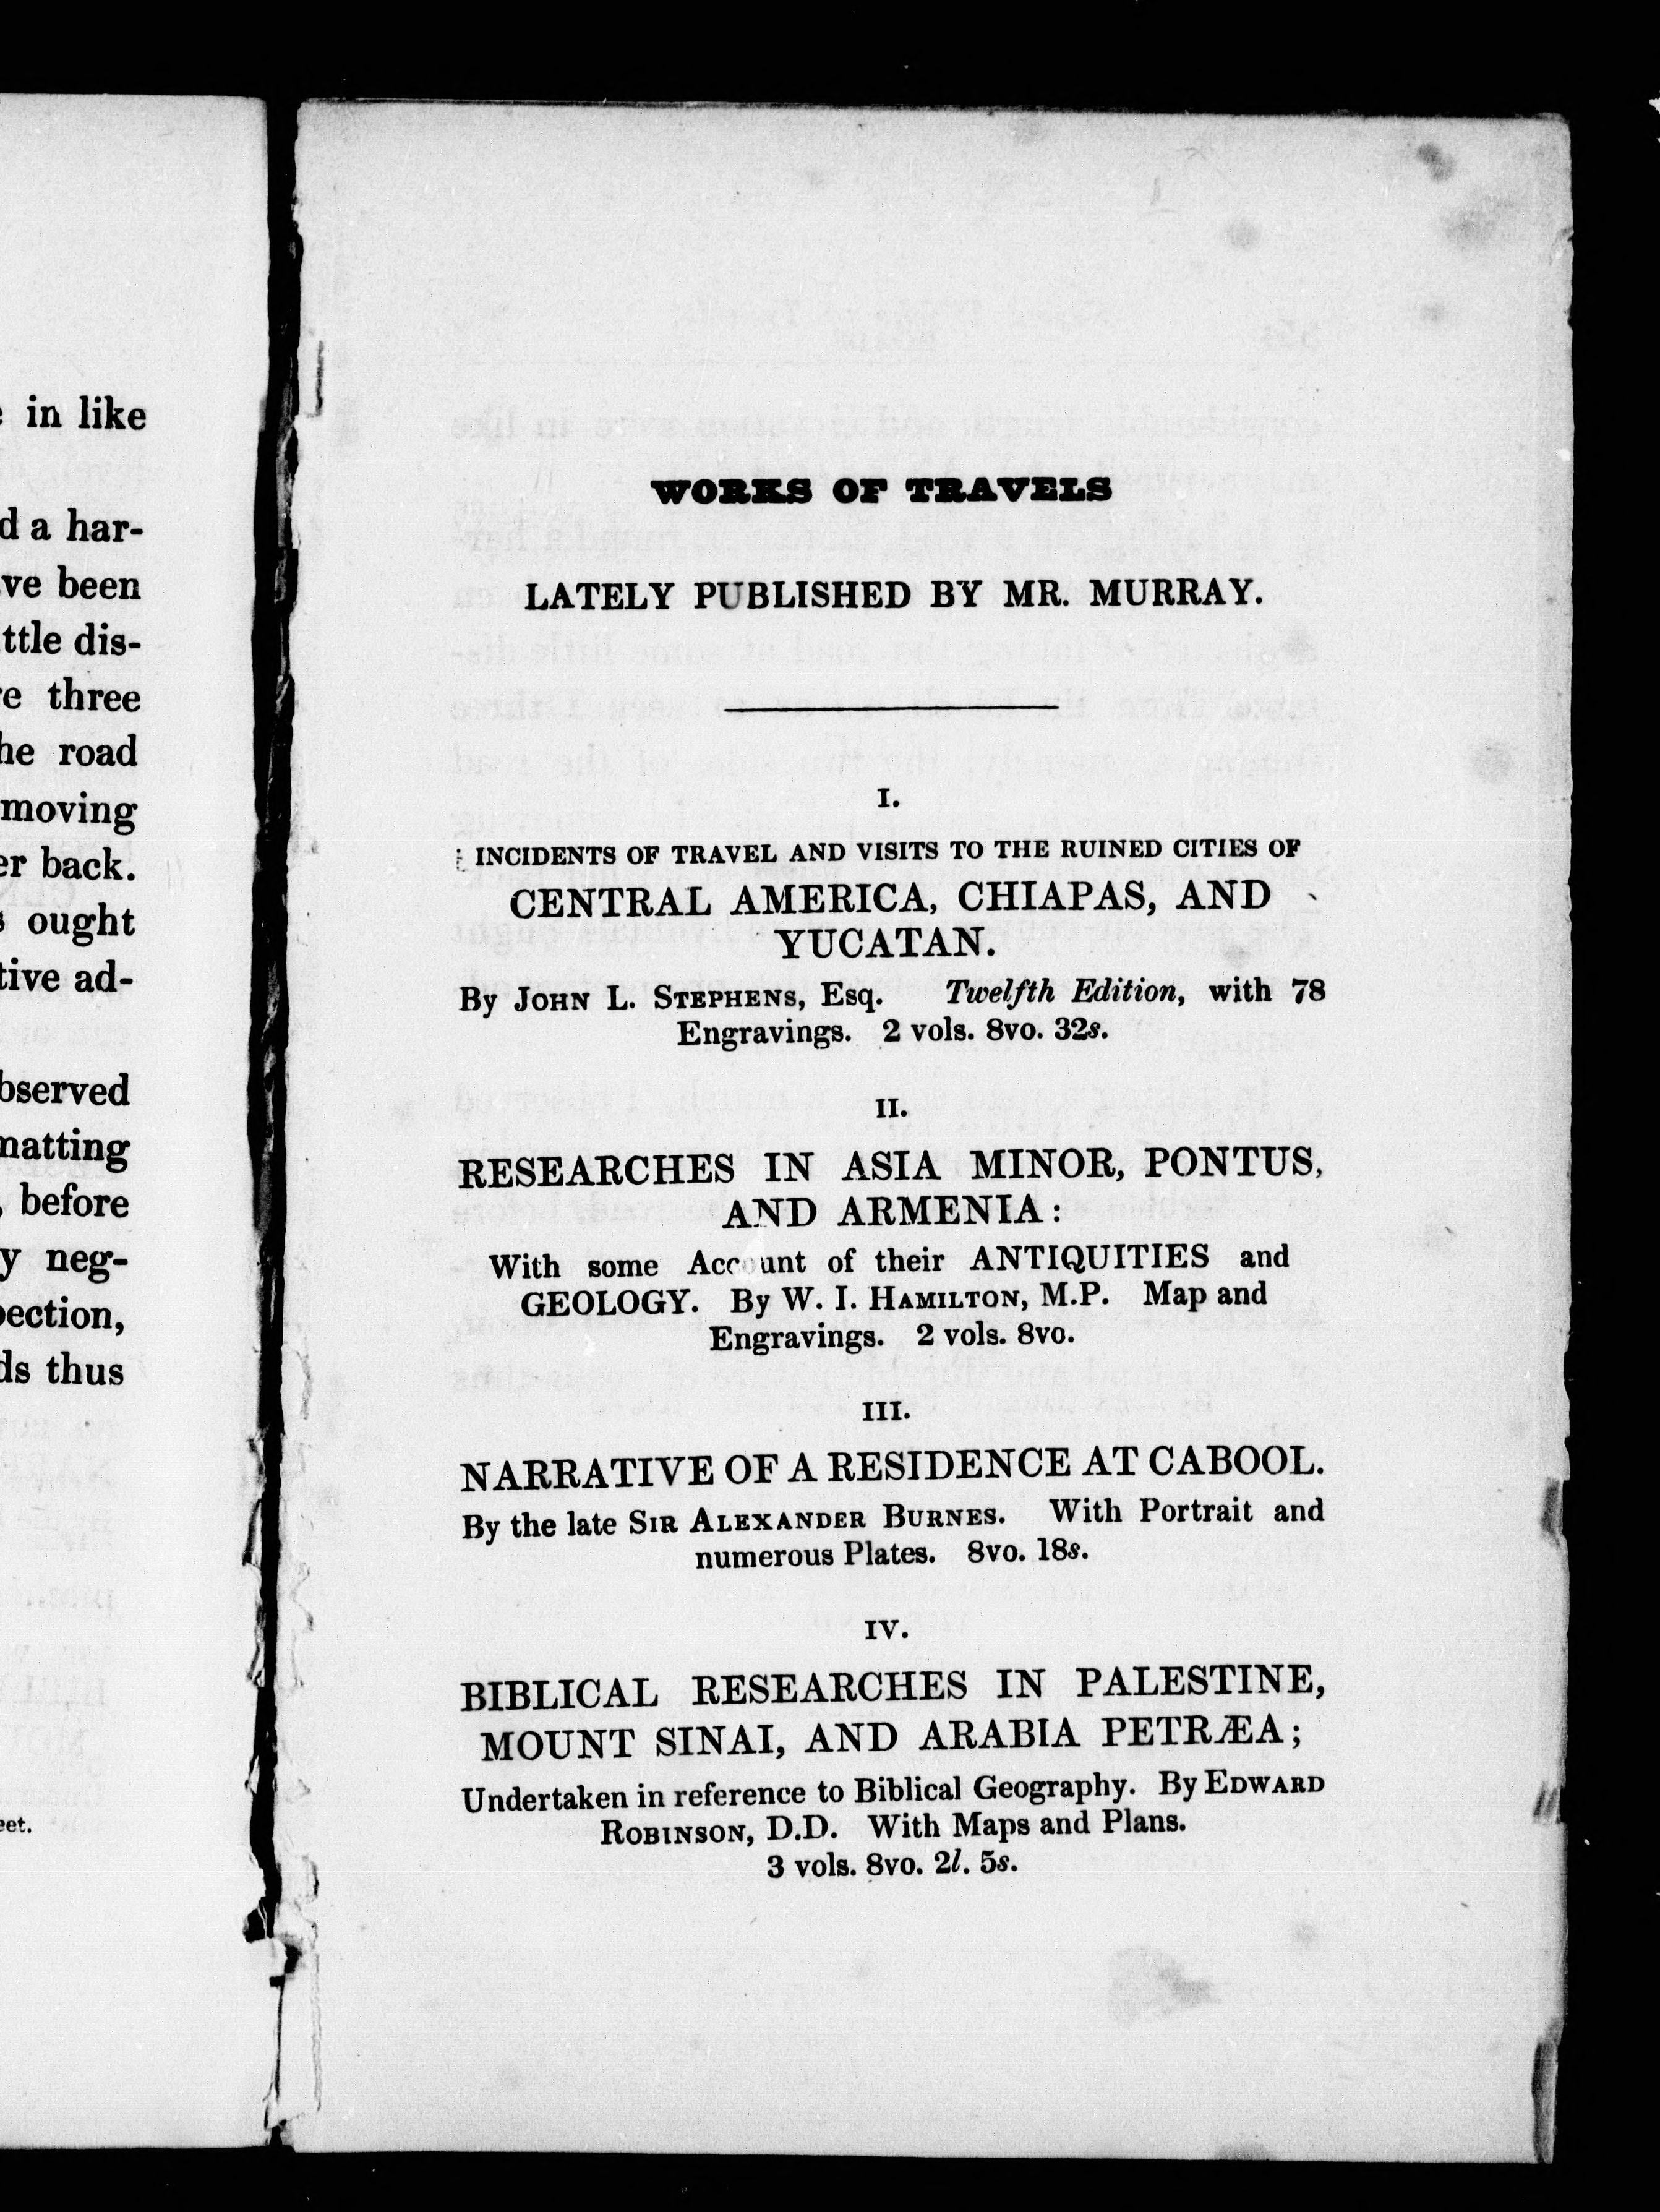 in like
d a har-
ve been
ttle dis-
three
road
moving
back.
ought
tive ad-
bserved
matting
before
neg-
pection,
thus
eet.
WORKS OF TRAVELS
LATELY PUBLISHED BY MR. MURRAY.
I.
INCIDENTS OF TRAVEL AND VISITS TO THE RUINED CITIES OF
CENTRAL AMERICA, CHIAPAS, AND
YUCATAN.
By JOHN L. STEPHENS, Esq. Twelfth Edition, with 78
Engravings. 2 vols. 8vo. 32s.
II.
RESEARCHES IN ASIA MINOR, PONTUS,
AND ARMENIA:
With some Account of their ANTIQUITIES and
GEOLOGY. By W. I. HAMILTON, M.P. Map and
Engravings. 2 vols. 8vo.
III.
NARRATIVE OF A RESIDENCE AT CABOOL.
By the late SIR ALEXANDER BURNES. With Portrait and
numerous Plates. 8vo. 18s.
IV.
BIBLICAL RESEARCHES IN PALESTINE,
MOUNT SINAI, AND ARABIA PETRÆA;
Undertaken in reference to Biblical Geography. By EDWARD
ROBINSON, D.D. With Maps and Plans.
3 vols. 8vo. 2l. 5s.